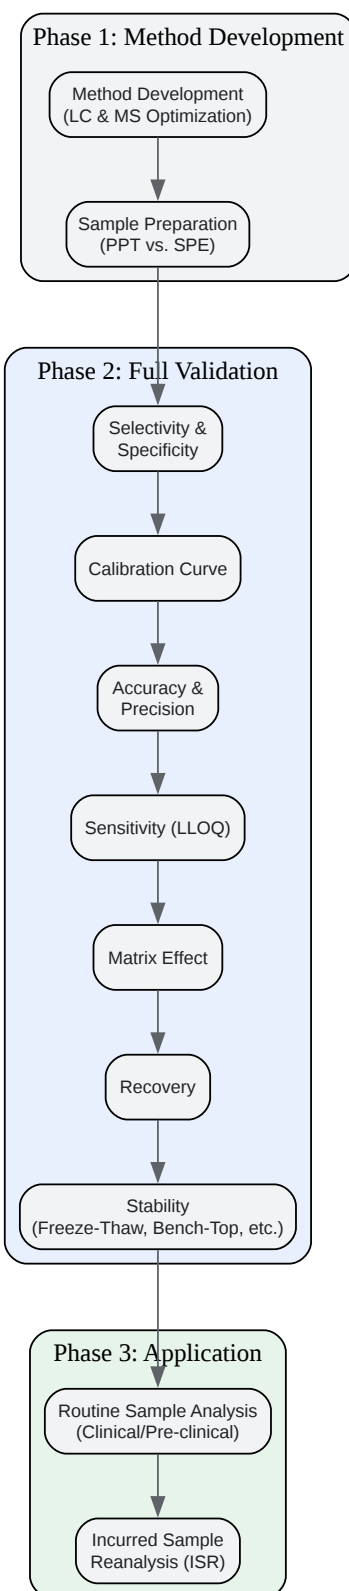 Phase 1: Method Development
Method Development
(LC & MS Optimization)
Sample Preparation
(PPT vs. SPE)
Phase 2: Full Validation
Selectivity &
Specificity
Calibration Curve
Accuracy &
Precision
Sensitivity (LLOQ)
Matrix Effect
Recovery
Stability
(Freeze-Thaw, Bench-Top, etc.)
Phase 3: Application
Routine Sample Analysis
(Clinical/Pre-clinical)
Incurred Sample
Reanalysis (ISR)